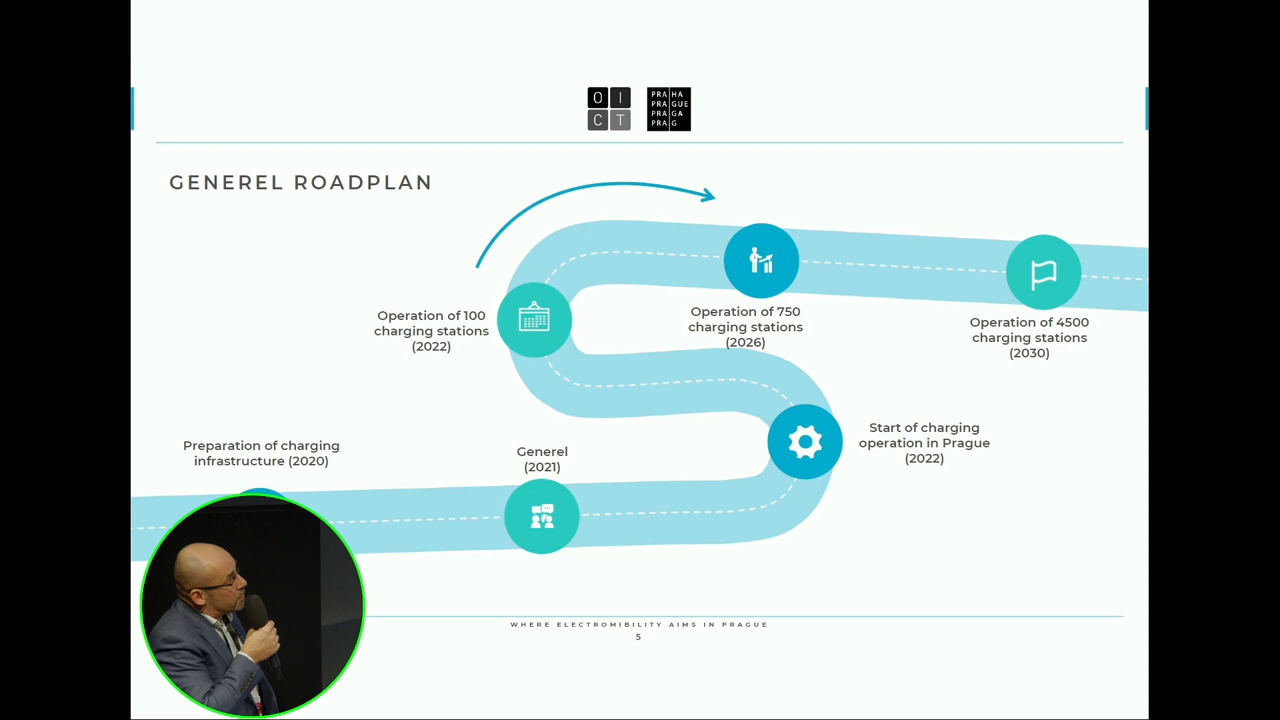 O I
C T
PRA HA
PRA GUE
PRA GA
PRA G
GENEREL ROADPLAN
Operation of 100
charging stations
(2022)
Operation of 750
charging stations
(2026)
Operation of 4500
charging stations
(2030)
Preparation of charging
infrastructure (2020)
Generel
(2021)
Start of charging
operation in Prague
(2022)
WHERE ELECTROMIBILITY AIMS IN PRAGUE
5